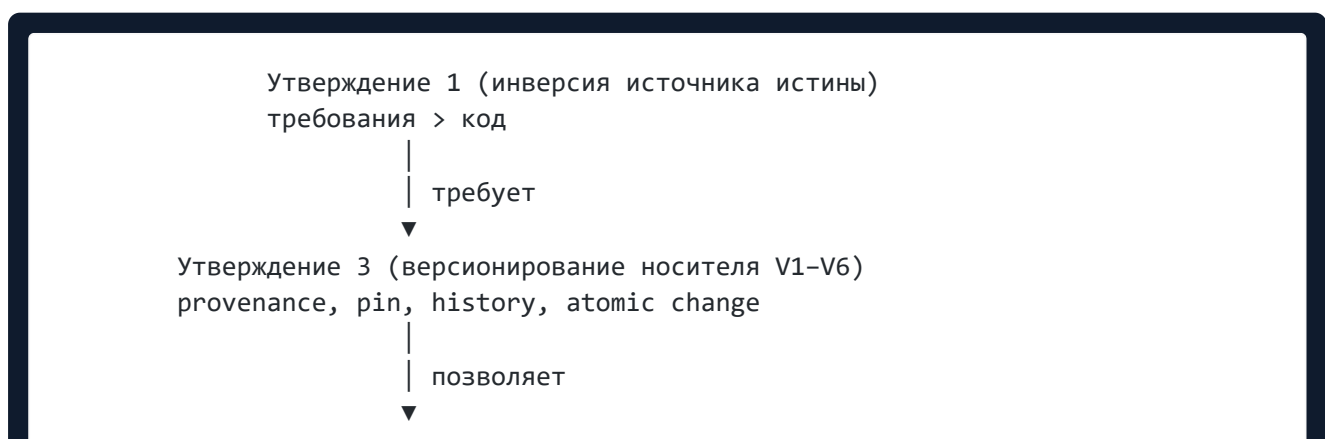 Утверждение 1 (инверсия источника истины)
требования > код
требует
Утверждение 3 (версионирование носителя V1–V6)
provenance, pin, history, atomic change
позволяет